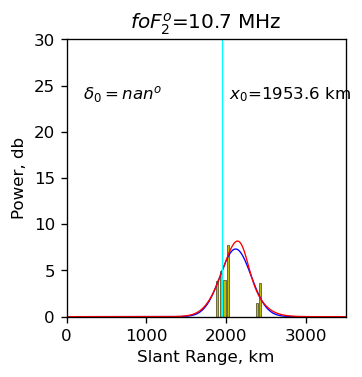 foF₂ᵒ=10.7 MHz
30
δ₀ = nanᵒ
x₀=1953.6 km
25
20
15
10
5
0
Power, db
0 1000 2000 3000
Slant Range, km